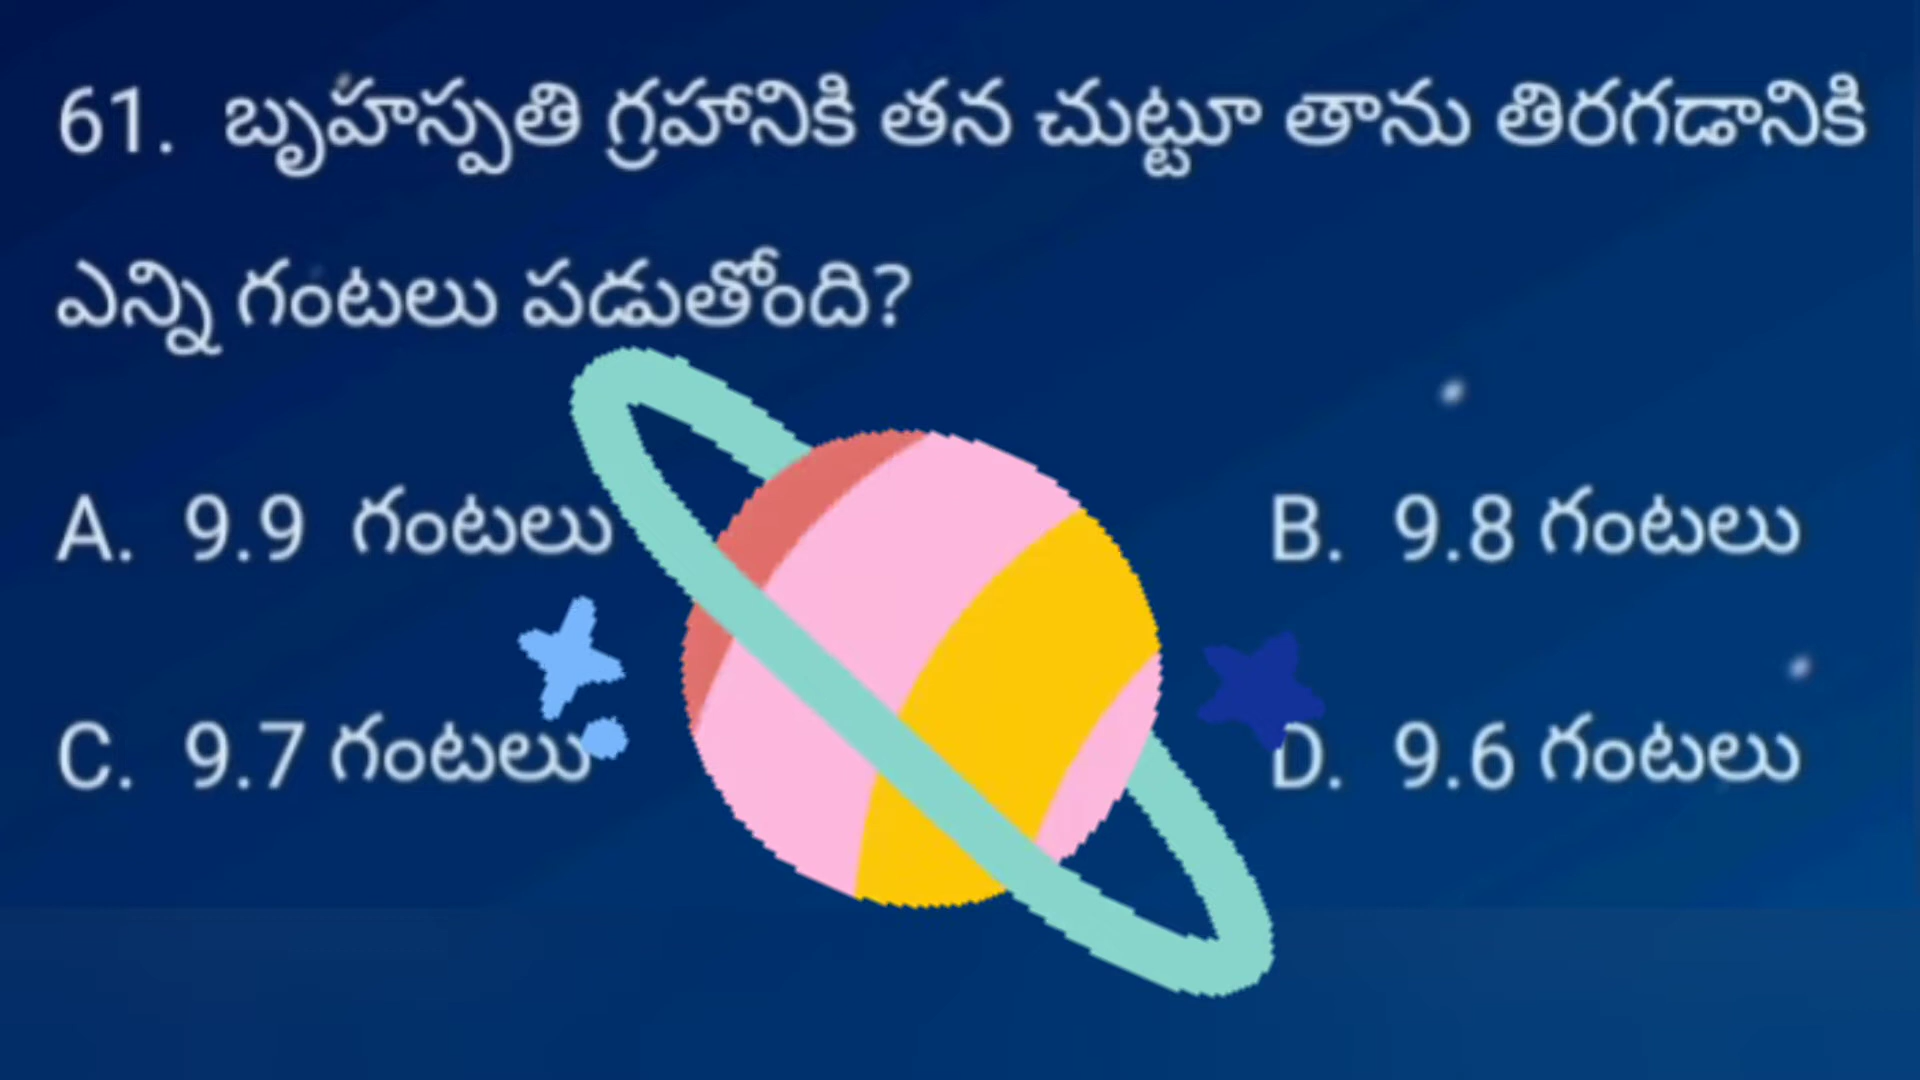 61. బృహస్పతి గ్రహానికి తన చుట్టూ తాను తిరగడానికి
ఎన్ని గంటలు పడుతోంది?
A. 9.9 గంటలు
B. 9.8 గంటలు
C. 9.7 గంటలు
D. 9.6 గంటలు